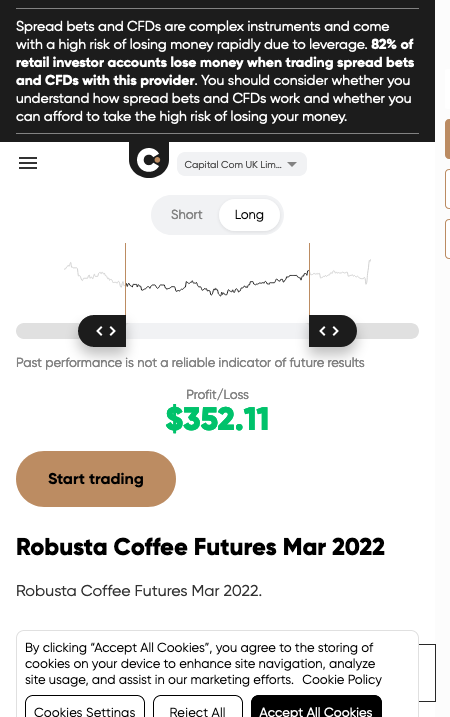 Spread bets and CFDs are complex instruments and come
with a high risk of losing money rapidly due to leverage. 82% of
retail investor accounts lose money when trading spread bets
and CFDs with this provider. You should consider whether you
understand how spread bets and CFDs work and whether you
can afford to take the high risk of losing your money.
Capital Com UK Lim...
Short Long
Past performance is not a reliable indicator of future results
Profit/Loss
$352.11
Start trading
Robusta Coffee Futures Mar 2022
Robusta Coffee Futures Mar 2022.
By clicking “Accept All Cookies”, you agree to the storing of
cookies on your device to enhance site navigation, analyze
site usage, and assist in our marketing efforts. Cookie Policy
Cookies Settings Reject All Accept All Cookies